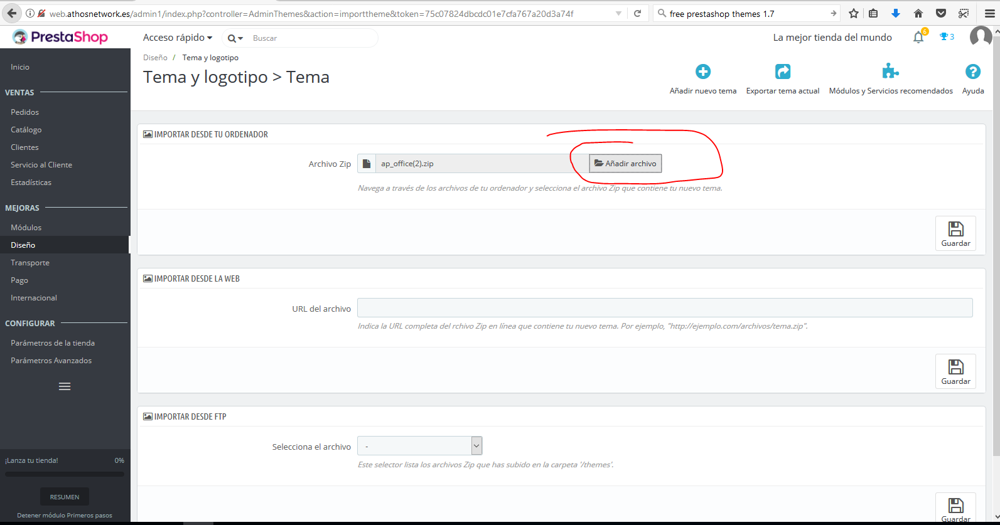 web.athosnetwork.es/admin1/index.php?controller=AdminThemes&action=importtheme&token=75c07824dbcdc01e7cfa767a20d3a74f
free prestashop themes 1.7
PrestaShop
Acceso rápido
Buscar
La mejor tienda del mundo
6
3
Diseño / Tema y logotipo
Tema y logotipo > Tema
Añadir nuevo tema
Exportar tema actual
Módulos y Servicios recomendados
Ayuda
Inicio
VENTAS
Pedidos
Catálogo
Clientes
Servicio al Cliente
Estadísticas
MEJORAS
Módulos
Diseño
Transporte
Pago
Internacional
CONFIGURAR
Parámetros de la tienda
Parámetros Avanzados
¡Lanza tu tienda! 0%
RESUMEN
Detener módulo Primeros pasos
IMPORTAR DESDE TU ORDENADOR
Archivo Zip
ap_office(2).zip
Añadir archivo
Navega a través de los archivos de tu ordenador y selecciona el archivo Zip que contiene tu nuevo tema.
Guardar
IMPORTAR DESDE LA WEB
URL del archivo
Indica la URL completa del rchivo Zip en línea que contiene tu nuevo tema. Por ejemplo, "http://ejemplo.com/archivos/tema.zip".
Guardar
IMPORTAR DESDE FTP
Selecciona el archivo
-
Este selector lista los archivos Zip que has subido en la carpeta '/themes'.
Guardar